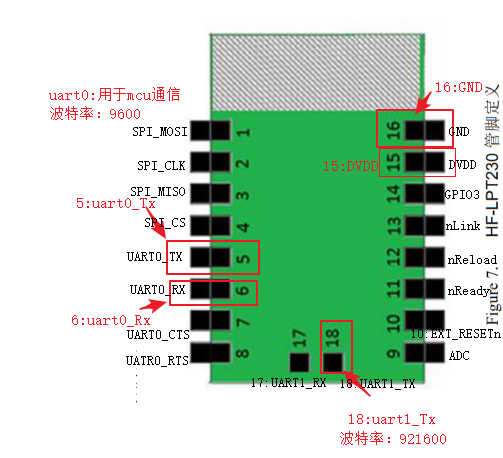 16:GND
uart0:用于mcu通信
波特率：9600
SPI_MOSI
1
16
GND
SPI_CLK
2
15:DVDD
15
DVDD
SPI_MISO
3
14
GPIO3
5:uart0_Tx
SPI_CS
4
13
nLink
UART0_TX
5
12
nReload
UART0_RX
6
11
nReady
6:uart0_Rx
UART0_CTS
7
10
10:EXT_RESETn
UATR0_RTS
8
17
18
9
ADC
17:UART1_RX
18:UART1_TX
18:uart1_Tx
波特率：921600
Figure 7. HF-LPT230 管脚定义